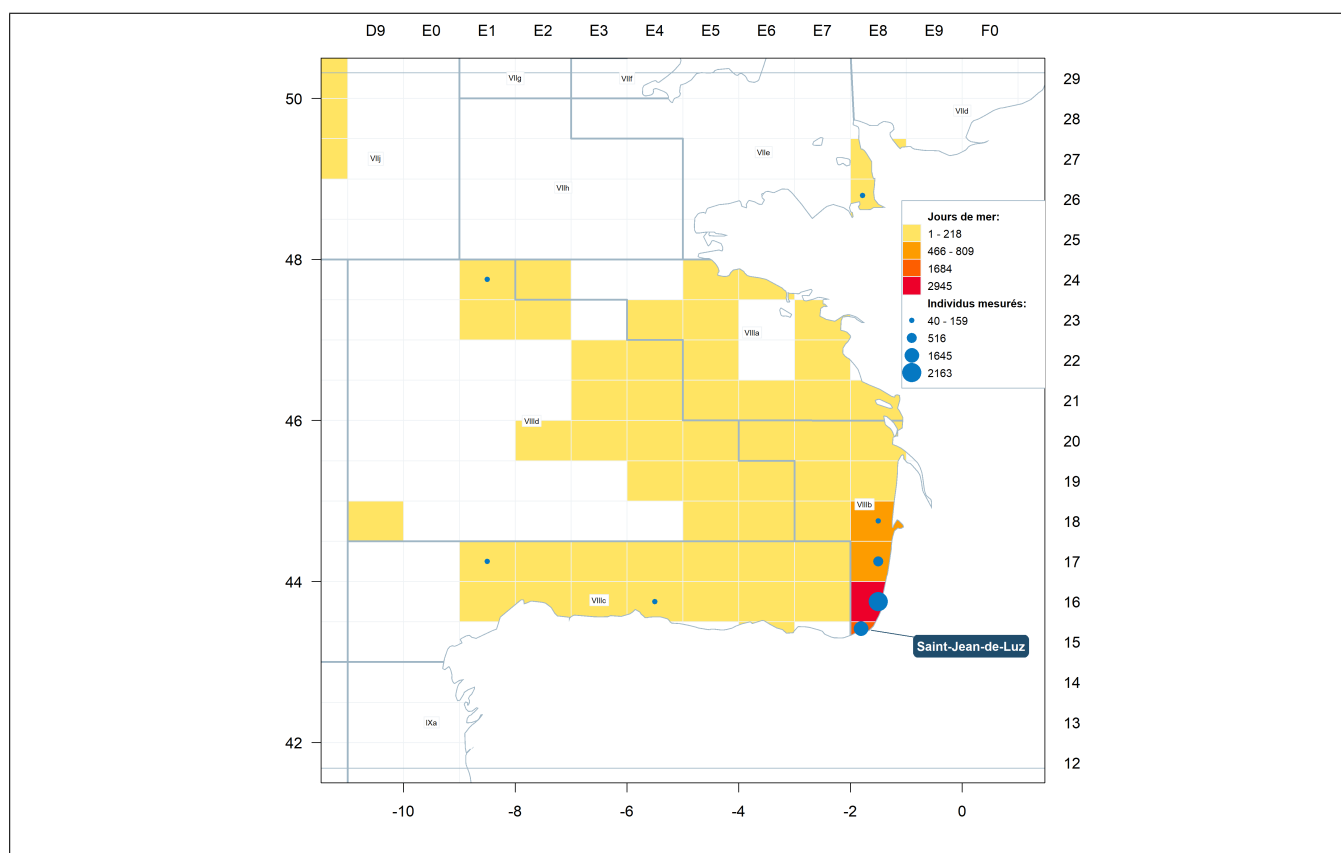 D9 E0 E1 E2 E3 E4 E5 E6 E7 E8 E9 F0
VIIg
VIIf
29
50
VIId
28
VIIj
VIIe
27
VIIh
26
Jours de mer:
1 - 218
25
466 - 809
48
1684
24
2945
Individus mesurés:
40 - 159
23
VIIIa
516
1645
22
2163
21
46
VIIId
20
19
VIIIb
18
17
44
VIIIc
16
15
Saint-Jean-de-Luz
14
IXa
13
42
12
-10 -8 -6 -4 -2 0